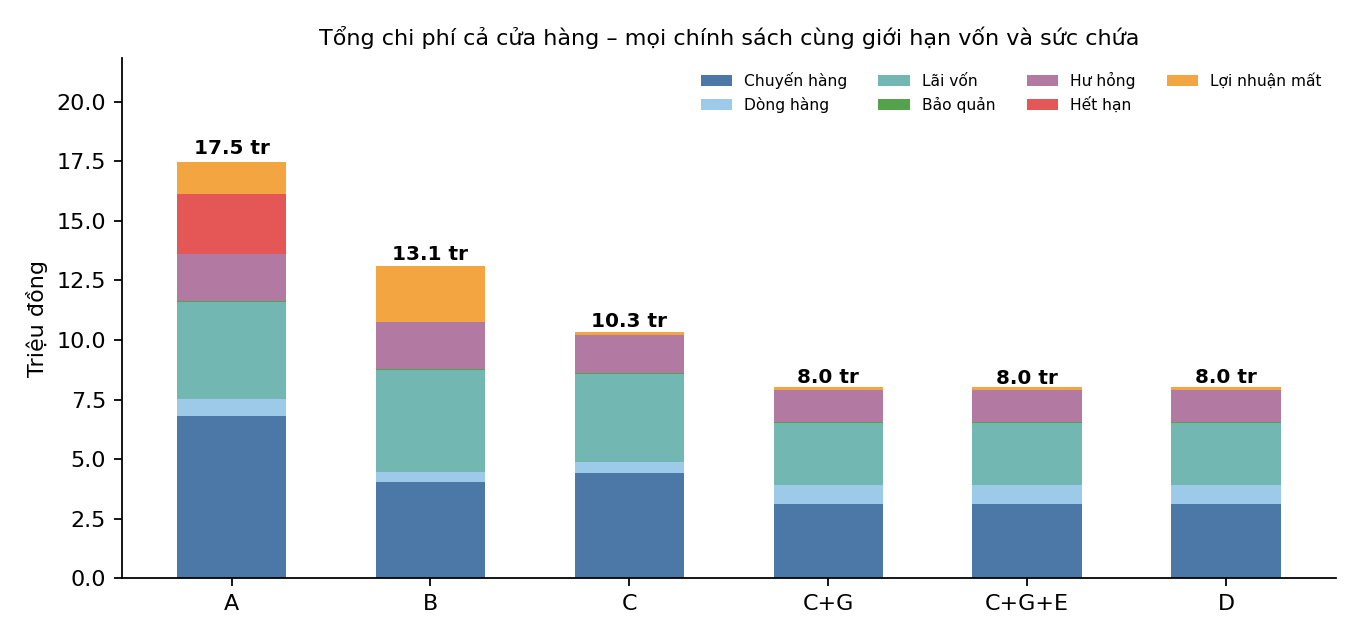 Tổng chi phí cả cửa hàng – mọi chính sách cùng giới hạn vốn và sức chứa
Chuyến hàng Lãi vốn Hư hỏng Lợi nhuận mất
Dòng hàng Bảo quản Hết hạn
20.0
17.5
15.0
12.5
10.0
7.5
5.0
2.5
0.0
Triệu đồng
17.5 tr
13.1 tr
10.3 tr
8.0 tr
8.0 tr
8.0 tr
A B C C+G C+G+E D